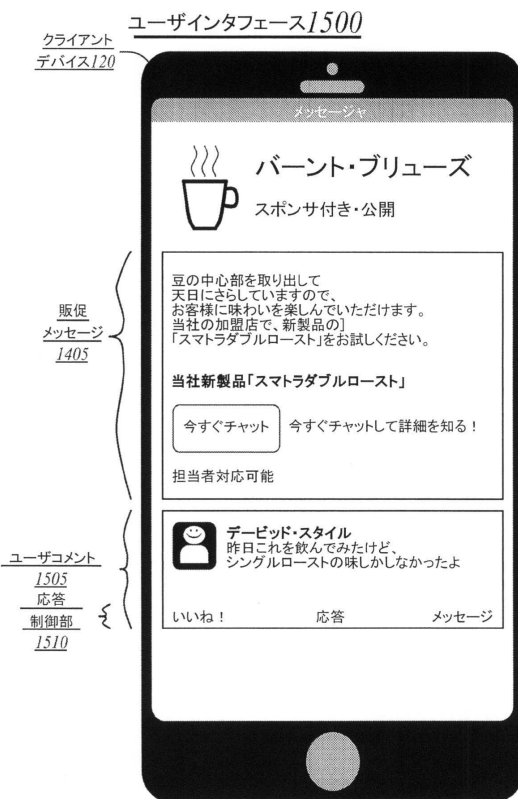 ユーザインタフェース1500
クライアント
デバイス120
メッセージャ
バーント・ブリューズ
スポンサ付き・公開
販促
メッセージ
1405
豆の中心部を取り出して
天日にさらしていますので、
お客様に味わいを楽しんでいただけます。
当社の加盟店で、新製品の]
「スマトラダブルロースト」をお試しください。
当社新製品「スマトラダブルロースト」
今すぐチャット
今すぐチャットして詳細を知る！
担当者対応可能
ユーザコメント
1505
応答
制御部
1510
デービッド・スタイル
昨日これを飲んでみたけど、
シングルローストの味しかしなかったよ
いいね！ 応答 メッセージ